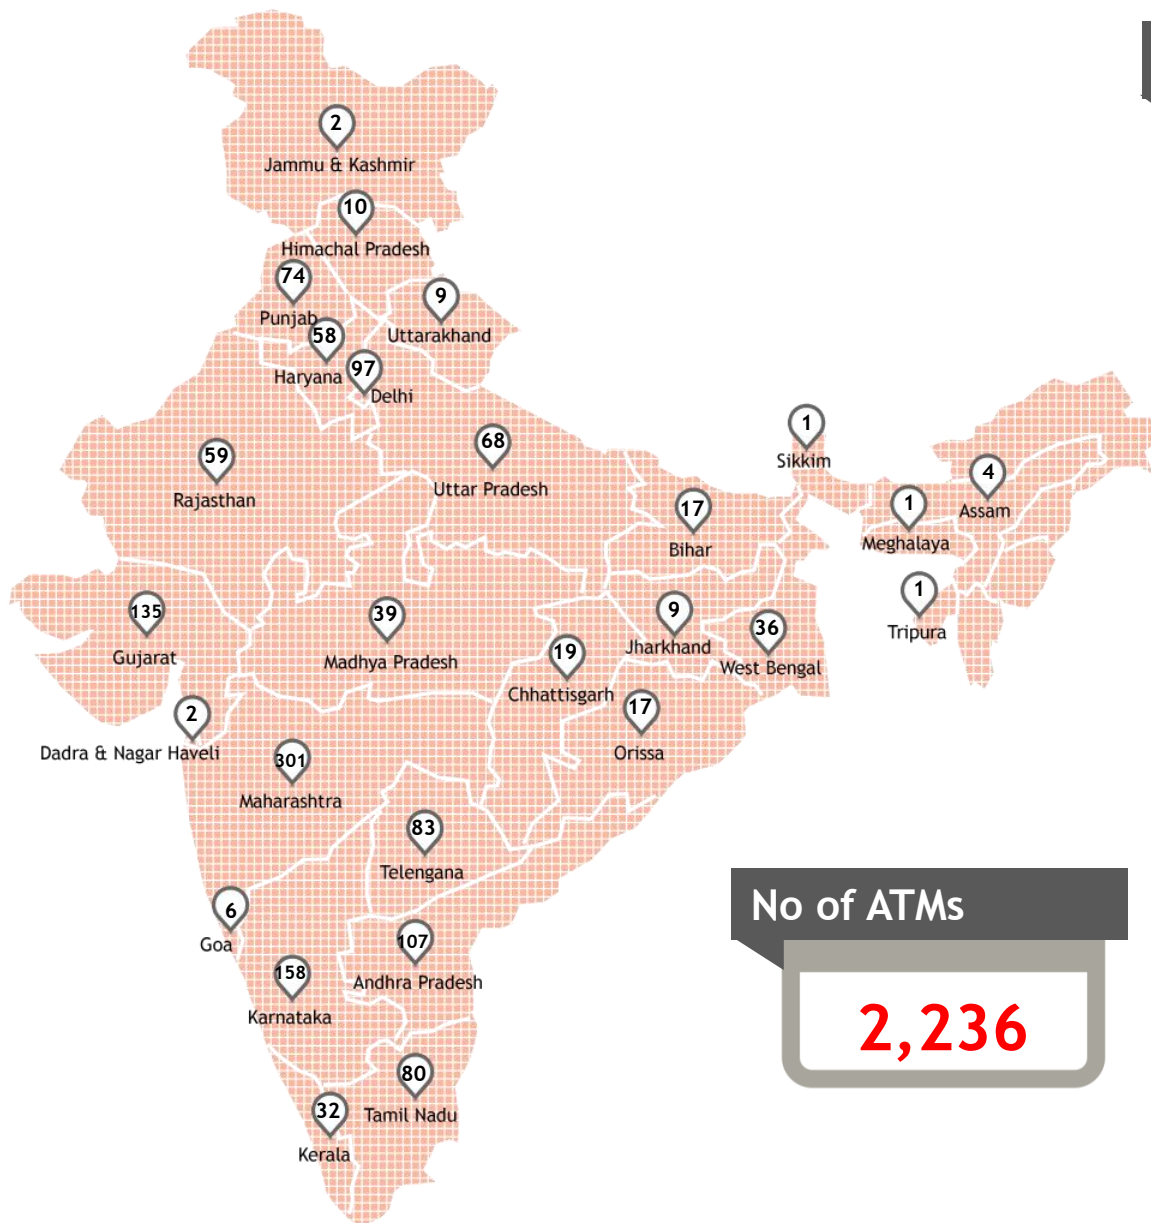 2
Jammu & Kashmir
10
Himachal Pradesh
74
Punjab
9
Uttarakhand
58
Haryana
97
Delhi
59
Rajasthan
68
Uttar Pradesh
1
Sikkim
4
Assam
1
Meghalaya
17
Bihar
135
Gujarat
39
Madhya Pradesh
9
Jharkhand
36
West Bengal
1
Tripura
19
Chhattisgarh
17
Orissa
2
Dadra & Nagar Haveli
301
Maharashtra
83
Telengana
6
Goa
107
Andhra Pradesh
158
Karnataka
80
Tamil Nadu
32
Kerala
No of ATMs
2,236